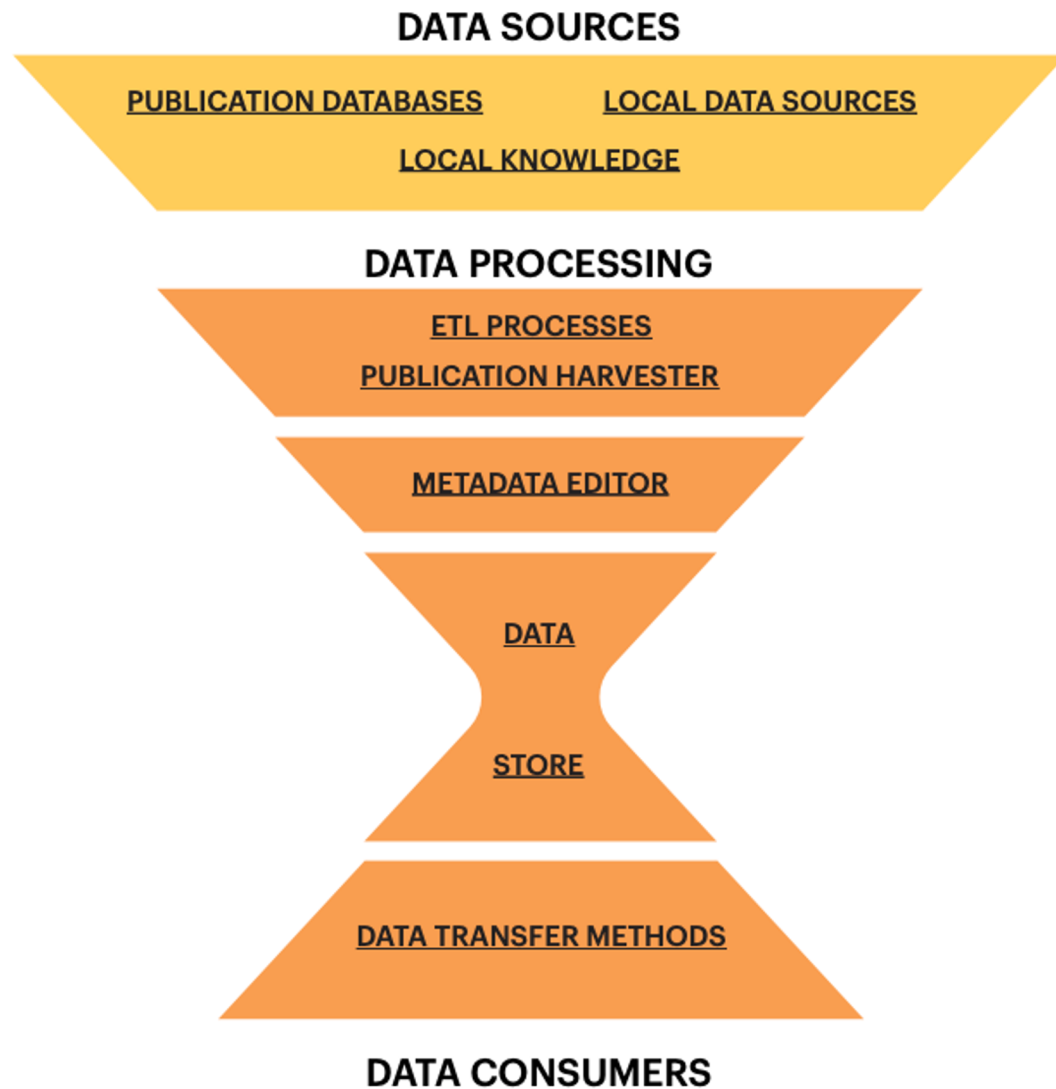 DATA SOURCES
PUBLICATION DATABASES LOCAL DATA SOURCES
LOCAL KNOWLEDGE
DATA PROCESSING
ETL PROCESSES
PUBLICATION HARVESTER
METADATA EDITOR
DATA
STORE
DATA TRANSFER METHODS
DATA CONSUMERS